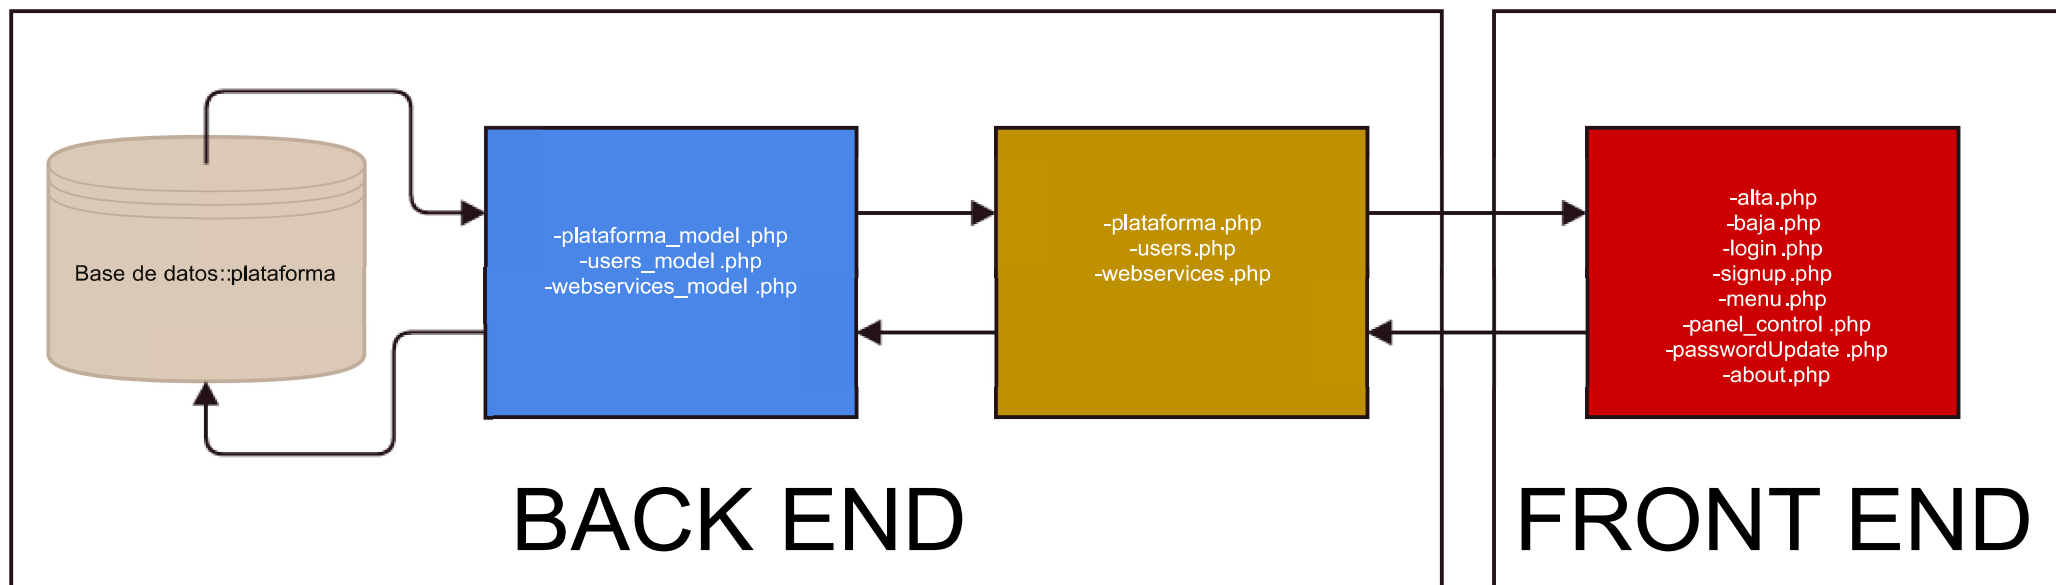 Base de datos::plataforma
-plataforma_model.php
-users_model.php
-webservices_model.php
-plataforma.php
-users.php
-webservices.php
-alta.php
-baja.php
-login.php
-signup.php
-menu.php
-panel_control.php
-passwordUpdate.php
-about.php
BACK END
FRONT END